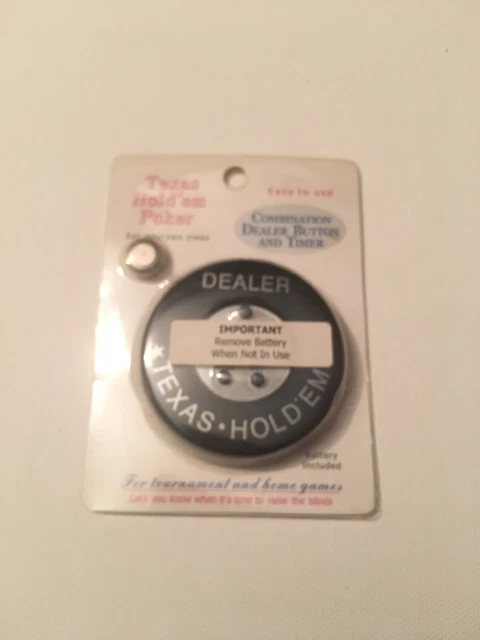 Texas
Hold'em
Poker
Easy to use
COMBINATION
DEALER BUTTON
AND TIMER
DEALER
IMPORTANT
Remove Battery
When Not In Use
★TEXAS • HOLD'EM
Battery
Included
For tournament and home games
Lets you know when it's time to raise the blinds